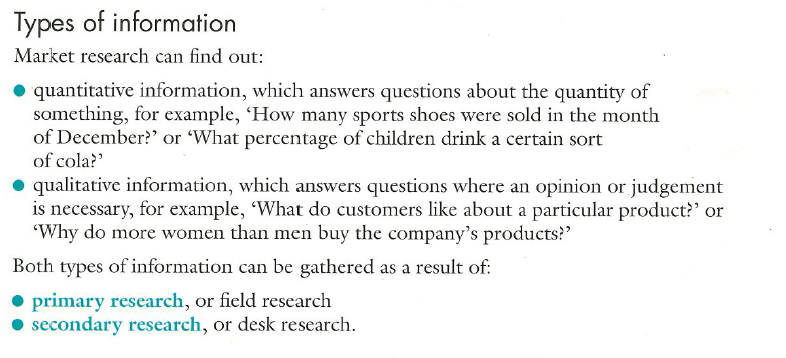 Types of information
Market research can find out:
● quantitative information, which answers questions about the quantity of
something, for example, ‘How many sports shoes were sold in the month
of December?’ or ‘What percentage of children drink a certain sort
of cola?’
● qualitative information, which answers questions where an opinion or judgement
is necessary, for example, ‘What do customers like about a particular product?’ or
‘Why do more women than men buy the company’s products?’
Both types of information can be gathered as a result of:
● primary research, or field research
● secondary research, or desk research.